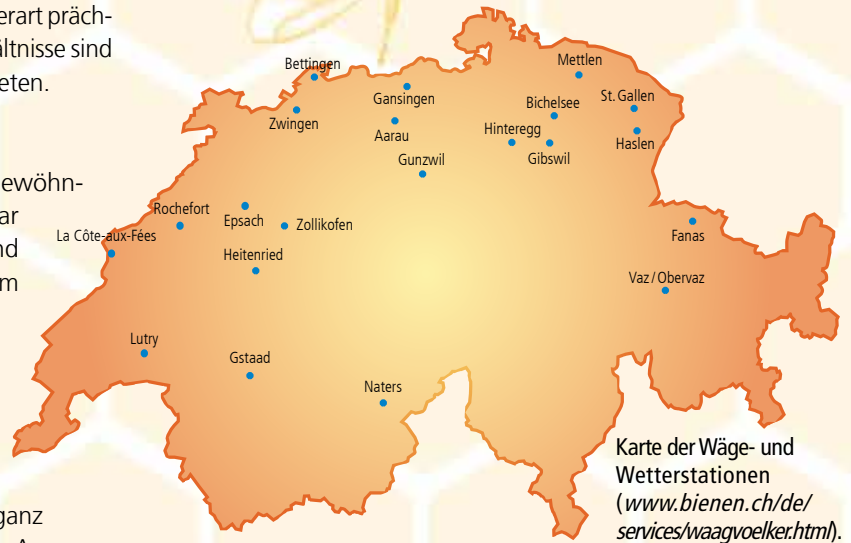 erart präch-
ältnisse sind
eten.
ewöhn-
ar
nd
m
ganz
Bettingen
Mettlen
Gansingen
Bichelsee
St. Gallen
Zwingen
Aarau
Hinteregg
Haslen
Gunzwil
Gibswil
Rochefort
Epsach
Zollikofen
La Côte-aux-Fées
Fanas
Heitenried
Vaz/Obervaz
Lutry
Gstaad
Naters
Karte der Wäge- und
Wetterstationen
(www.bienen.ch/de/
services/waagvoelker.html).